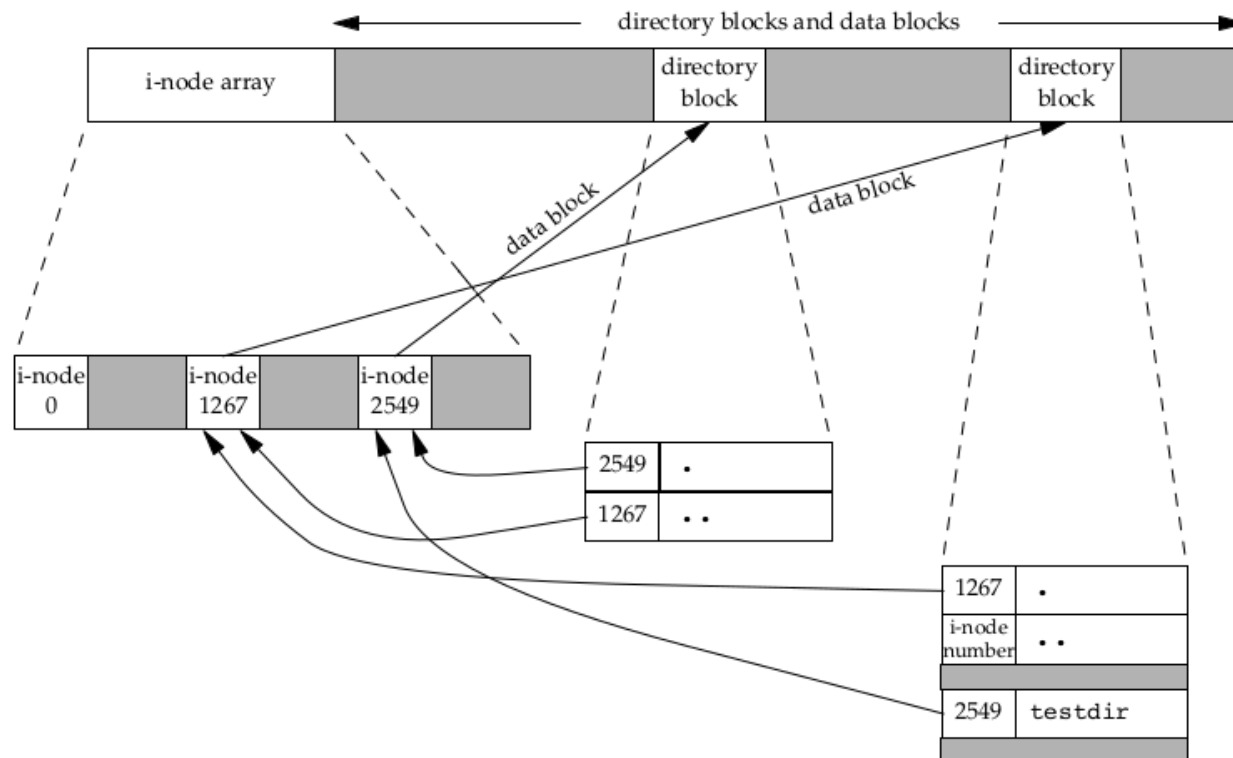 directory blocks and data blocks
i-node array
directory
block
directory
block
data block
data block
i-node
0
i-node
1267
i-node
2549
2549 .
1267 ..
1267 .
i-node
number ..
2549 testdir